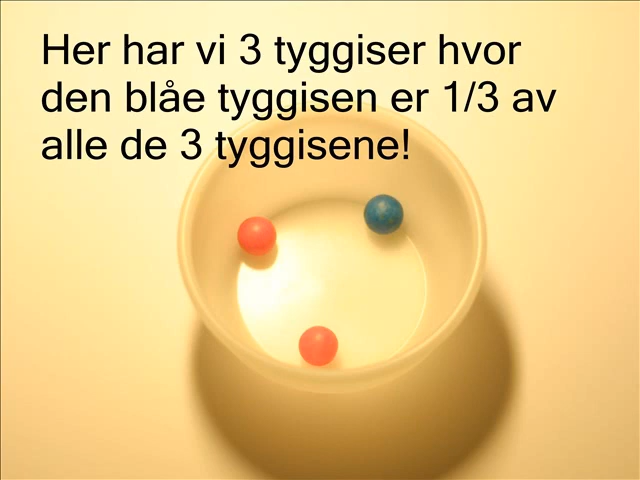 Her har vi 3 tyggiser hvor
den blåe tyggisen er 1/3 av
alle de 3 tyggisene!